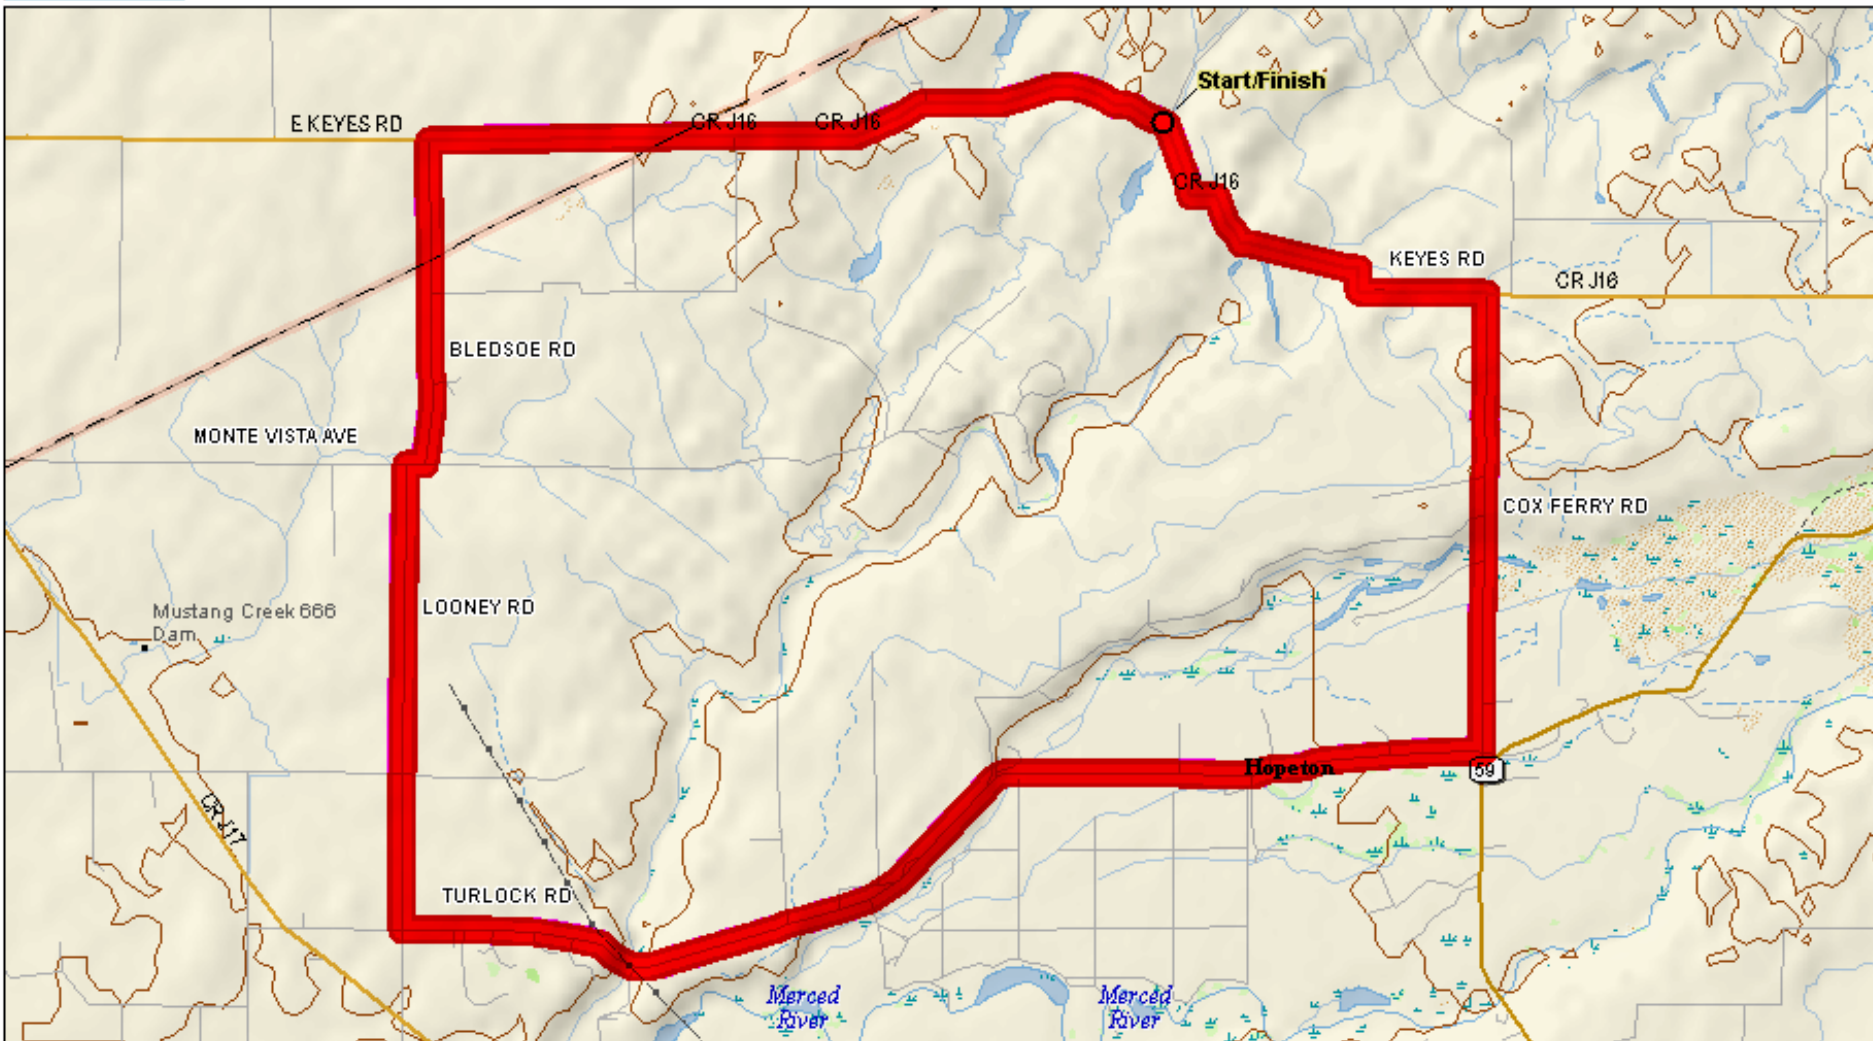 Start/Finish
E KEYES RD
CR J16
CR J16
CR J16
KEYES RD
CR J16
BLEDSOE RD
MONTE VISTA AVE
COX FERRY RD
LOONEY RD
Mustang Creek 666
Dam
Hopeton
59
CR J17
TURLOCK RD
Merced
River
Merced
River